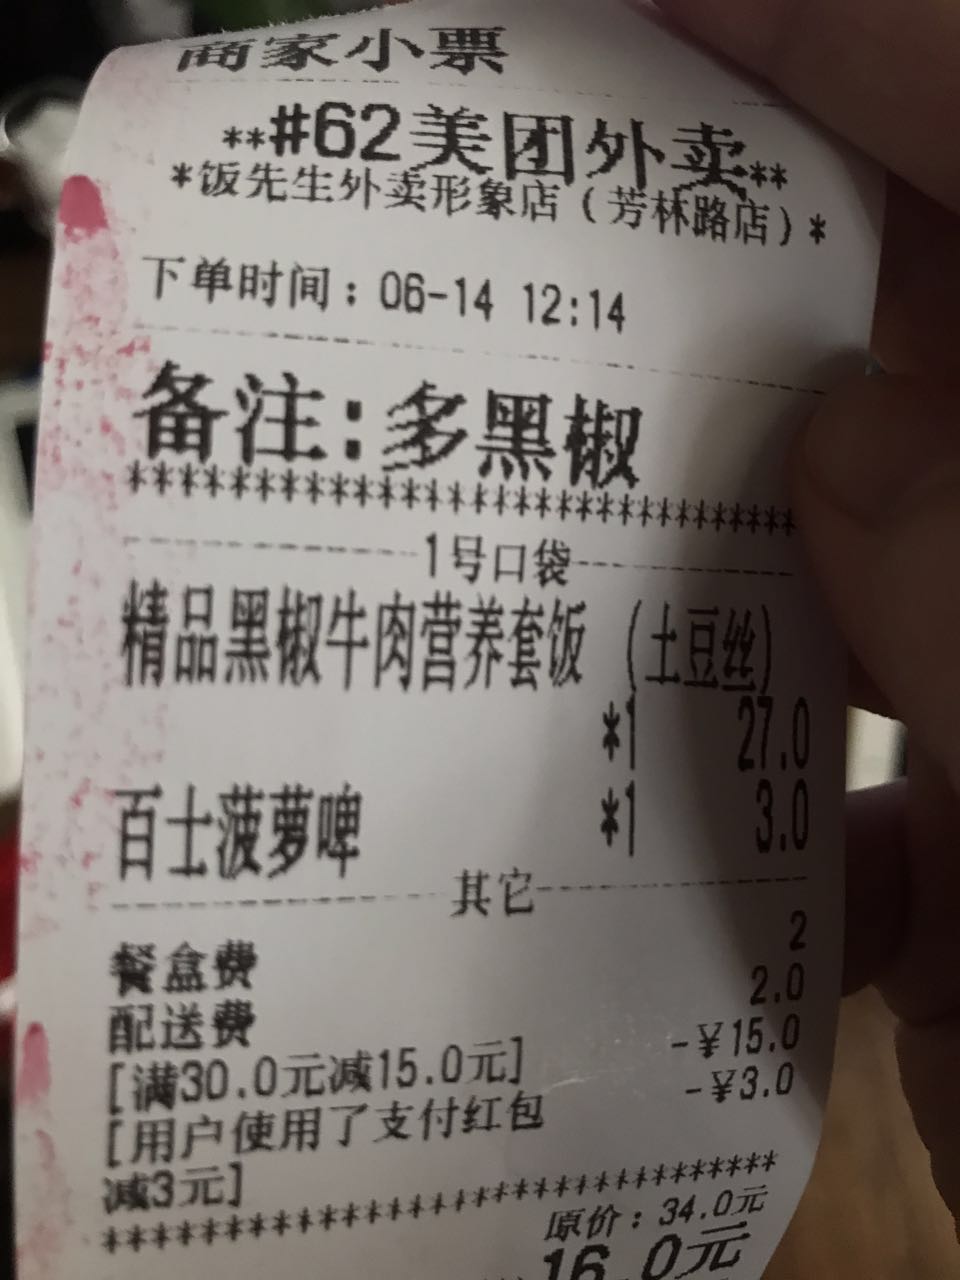 商家小票
**#62美团外卖**
*饭先生外卖形象店（芳林路店）*
下单时间：06-14 12:14
备注:多黑椒
********************************
1号口袋
精品黑椒牛肉营养套饭 (土豆丝)
*1 27.0
百士菠萝啤 *1 3.0
其它
餐盒费 2
配送费 2.0
[满30.0元减15.0元] -￥15.0
[用户使用了支付红包 -￥3.0
减3元]
********************************
原价：34.0元
16.0元